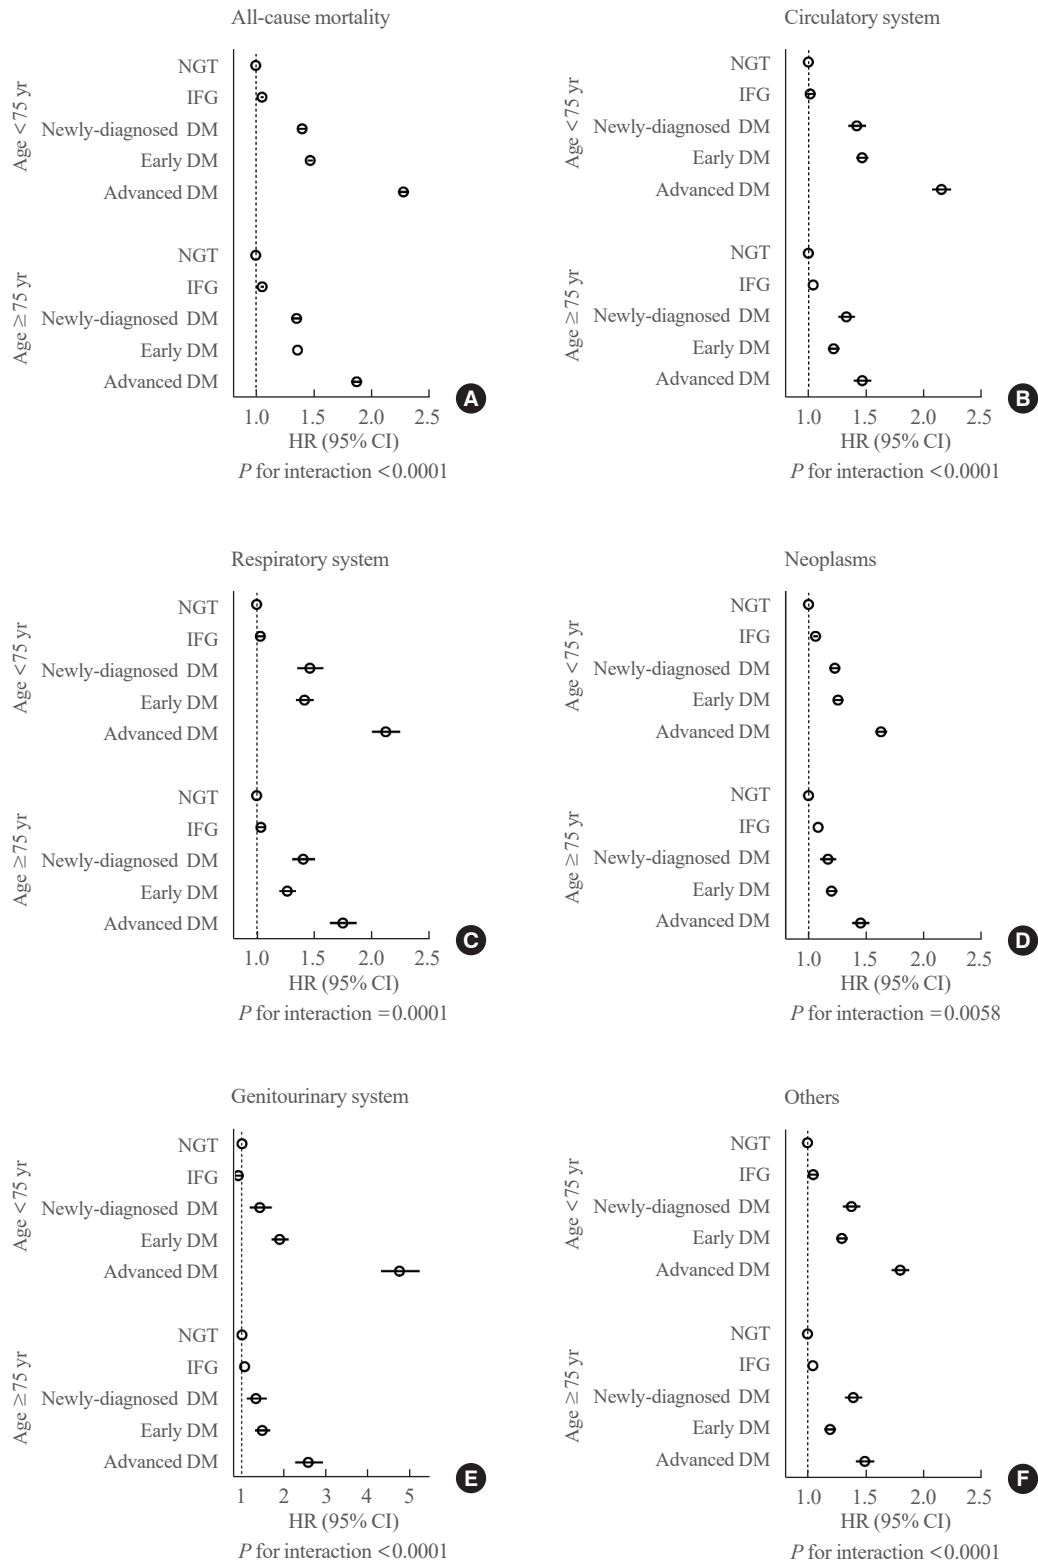 All-cause mortality
Age <75 yr
NGT
IFG
Newly-diagnosed DM
Early DM
Advanced DM
Age ≥75 yr
NGT
IFG
Newly-diagnosed DM
Early DM
Advanced DM
1.0 1.5 2.0 2.5
HR (95% CI)
P for interaction <0.0001
A
Circulatory system
Age <75 yr
NGT
IFG
Newly-diagnosed DM
Early DM
Advanced DM
Age ≥75 yr
NGT
IFG
Newly-diagnosed DM
Early DM
Advanced DM
1.0 1.5 2.0 2.5
HR (95% CI)
P for interaction <0.0001
B
Respiratory system
Age <75 yr
NGT
IFG
Newly-diagnosed DM
Early DM
Advanced DM
Age ≥75 yr
NGT
IFG
Newly-diagnosed DM
Early DM
Advanced DM
1.0 1.5 2.0 2.5
HR (95% CI)
P for interaction =0.0001
C
Neoplasms
Age <75 yr
NGT
IFG
Newly-diagnosed DM
Early DM
Advanced DM
Age ≥75 yr
NGT
IFG
Newly-diagnosed DM
Early DM
Advanced DM
1.0 1.5 2.0 2.5
HR (95% CI)
P for interaction =0.0058
D
Genitourinary system
Age <75 yr
NGT
IFG
Newly-diagnosed DM
Early DM
Advanced DM
Age ≥75 yr
NGT
IFG
Newly-diagnosed DM
Early DM
Advanced DM
1 2 3 4 5
HR (95% CI)
P for interaction <0.0001
E
Others
Age <75 yr
NGT
IFG
Newly-diagnosed DM
Early DM
Advanced DM
Age ≥75 yr
NGT
IFG
Newly-diagnosed DM
Early DM
Advanced DM
1.0 1.5 2.0 2.5
HR (95% CI)
P for interaction <0.0001
F